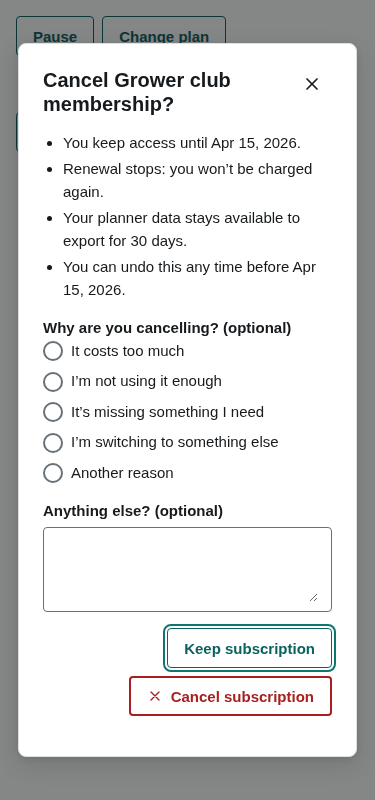 Pause Change plan
Cancel Grower club
membership?
You keep access until Apr 15, 2026.
Renewal stops: you won’t be charged
again.
Your planner data stays available to
export for 30 days.
You can undo this any time before Apr
15, 2026.
Why are you cancelling? (optional)
It costs too much
I’m not using it enough
It’s missing something I need
I’m switching to something else
Another reason
Anything else? (optional)
Keep subscription
Cancel subscription